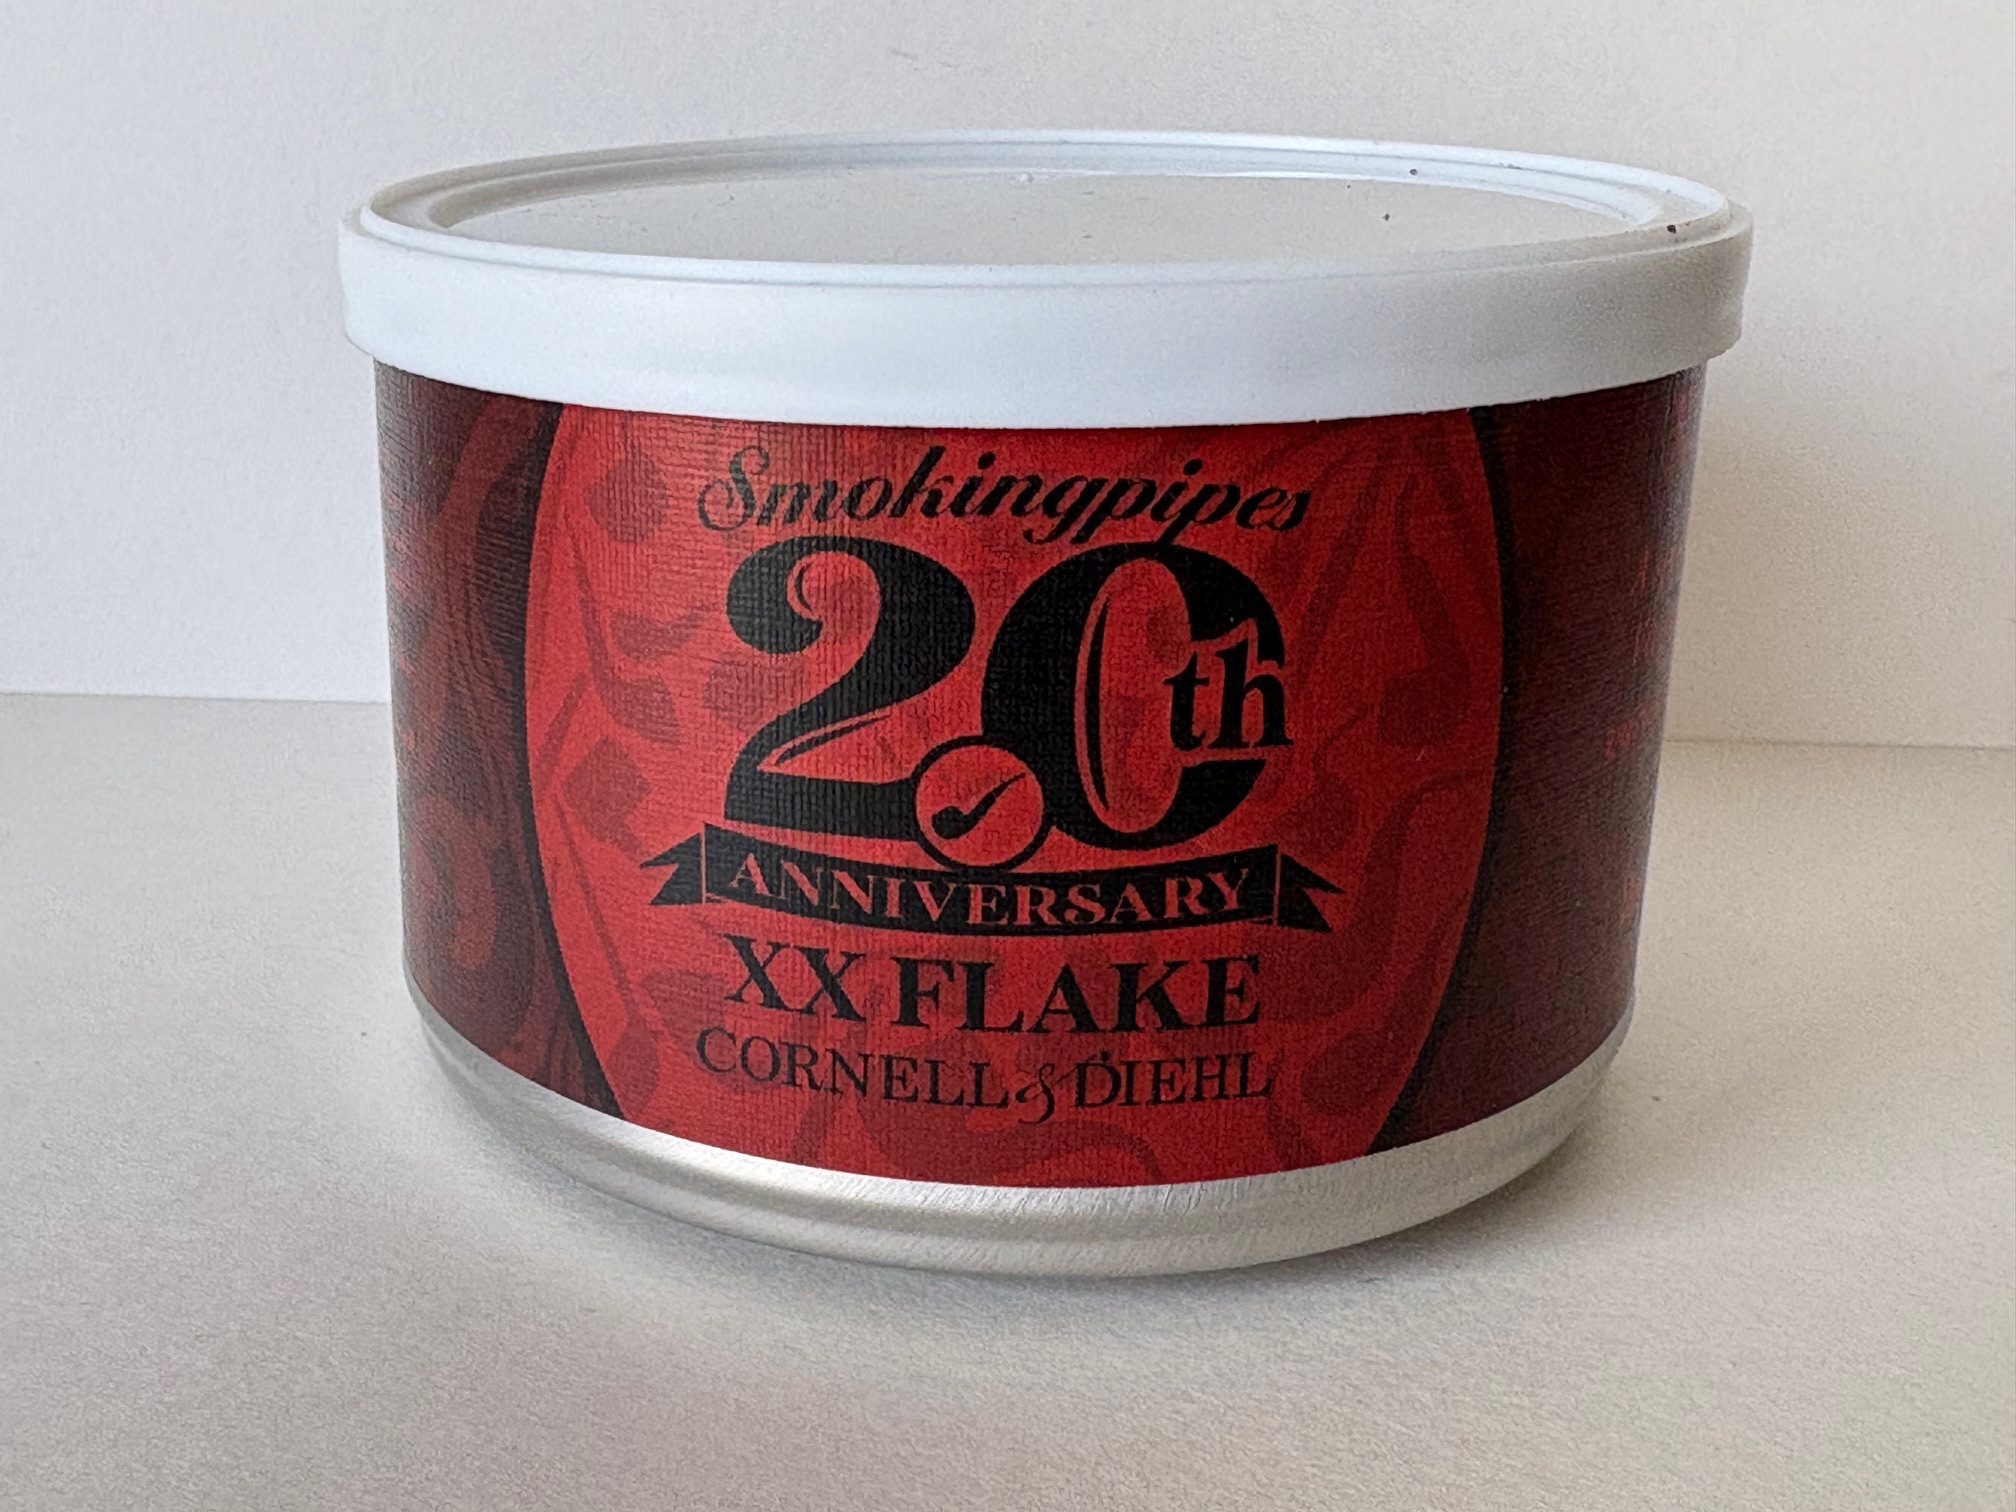 Smokingpipes
20th
ANNIVERSARY
XX FLAKE
CORNELL & DIEHL